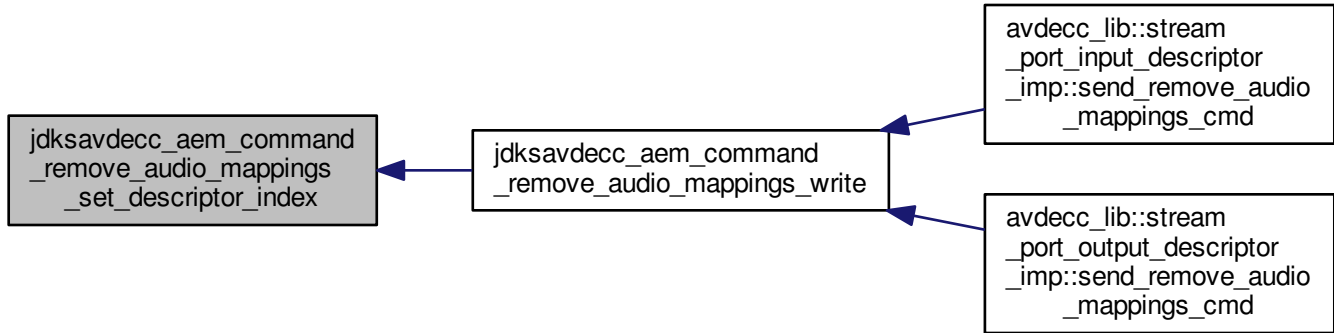 jdksavdecc_aem_command
_remove_audio_mappings
_set_descriptor_index
jdksavdecc_aem_command
_remove_audio_mappings_write
avdecc_lib::stream
_port_input_descriptor
_imp::send_remove_audio
_mappings_cmd
avdecc_lib::stream
_port_output_descriptor
_imp::send_remove_audio
_mappings_cmd